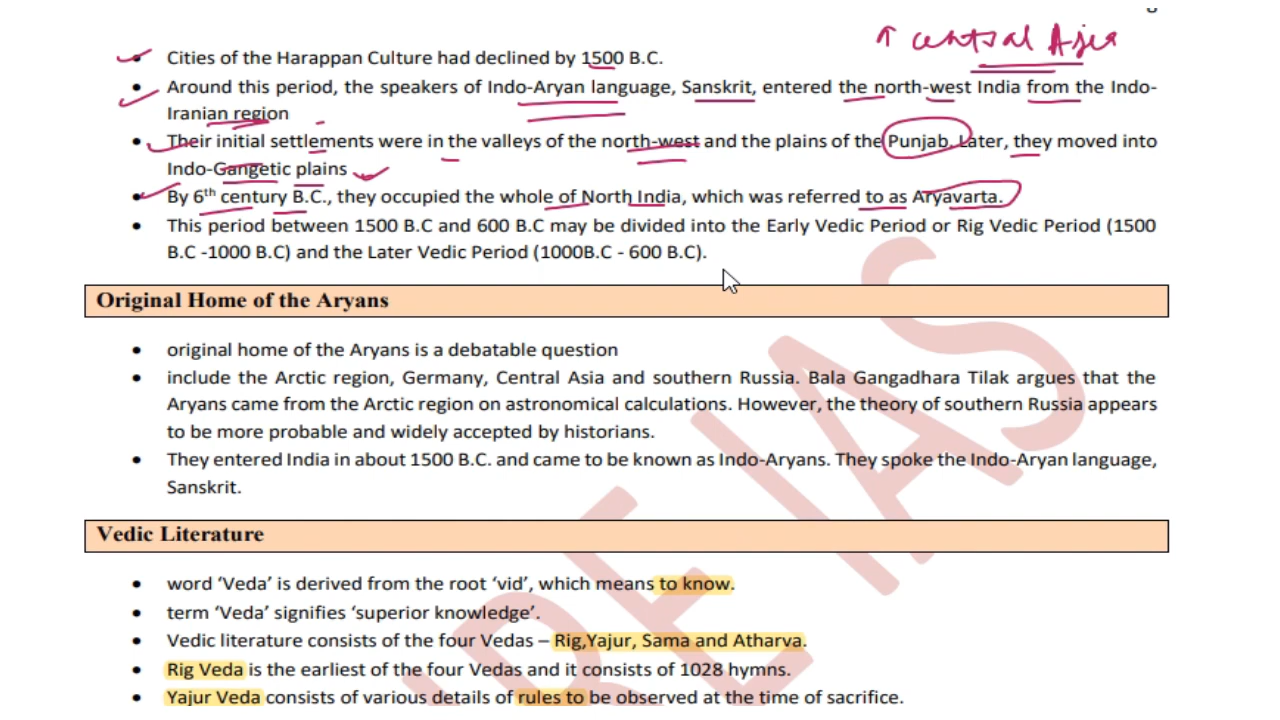 ↑ central Asia
• Cities of the Harappan Culture had declined by 1500 B.C.
• Around this period, the speakers of Indo-Aryan language, Sanskrit, entered the north-west India from the Indo-
Iranian region
• Their initial settlements were in the valleys of the north-west and the plains of the Punjab. Later, they moved into
Indo-Gangetic plains
• By 6th century B.C., they occupied the whole of North India, which was referred to as Aryavarta.
• This period between 1500 B.C and 600 B.C may be divided into the Early Vedic Period or Rig Vedic Period (1500
B.C -1000 B.C) and the Later Vedic Period (1000B.C - 600 B.C).
Original Home of the Aryans
• original home of the Aryans is a debatable question
• include the Arctic region, Germany, Central Asia and southern Russia. Bala Gangadhara Tilak argues that the
Aryans came from the Arctic region on astronomical calculations. However, the theory of southern Russia appears
to be more probable and widely accepted by historians.
• They entered India in about 1500 B.C. and came to be known as Indo-Aryans. They spoke the Indo-Aryan language,
Sanskrit.
Vedic Literature
• word ‘Veda’ is derived from the root ‘vid’, which means to know.
• term ‘Veda’ signifies ‘superior knowledge’.
• Vedic literature consists of the four Vedas – Rig,Yajur, Sama and Atharva.
• Rig Veda is the earliest of the four Vedas and it consists of 1028 hymns.
• Yajur Veda consists of various details of rules to be observed at the time of sacrifice.
IAS